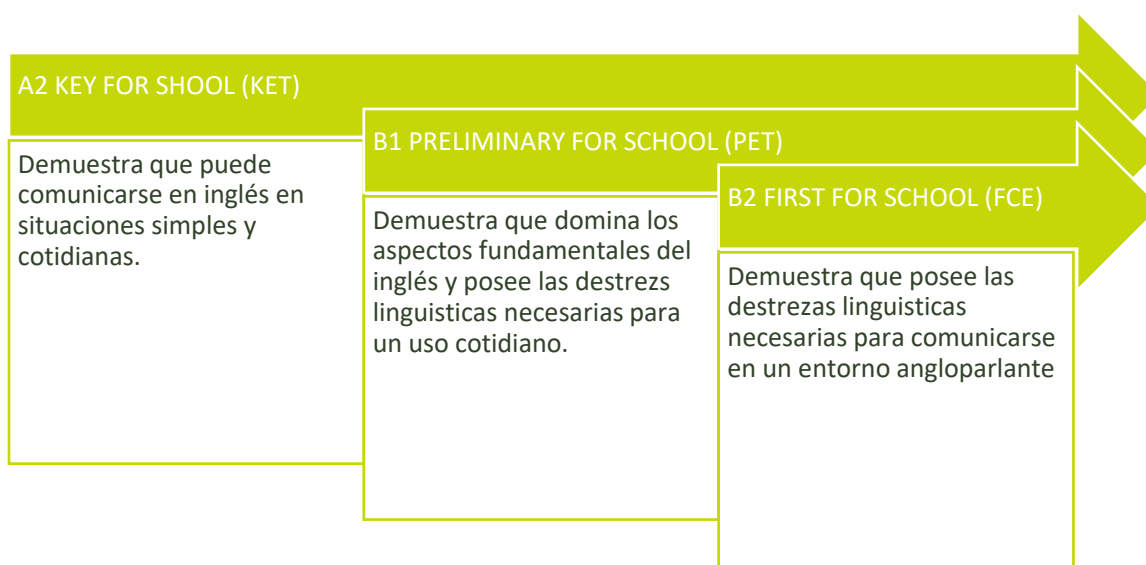 A2 KEY FOR SHOOL (KET)
Demuestra que puede
comunicarse en inglés en
situaciones simples y
cotidianas.
B1 PRELIMINARY FOR SCHOOL (PET)
Demuestra que domina los
aspectos fundamentales del
inglés y posee las destrezs
linguisticas necesarias para
un uso cotidiano.
B2 FIRST FOR SCHOOL (FCE)
Demuestra que posee las
destrezas linguisticas
necesarias para comunicarse
en un entorno angloparlante